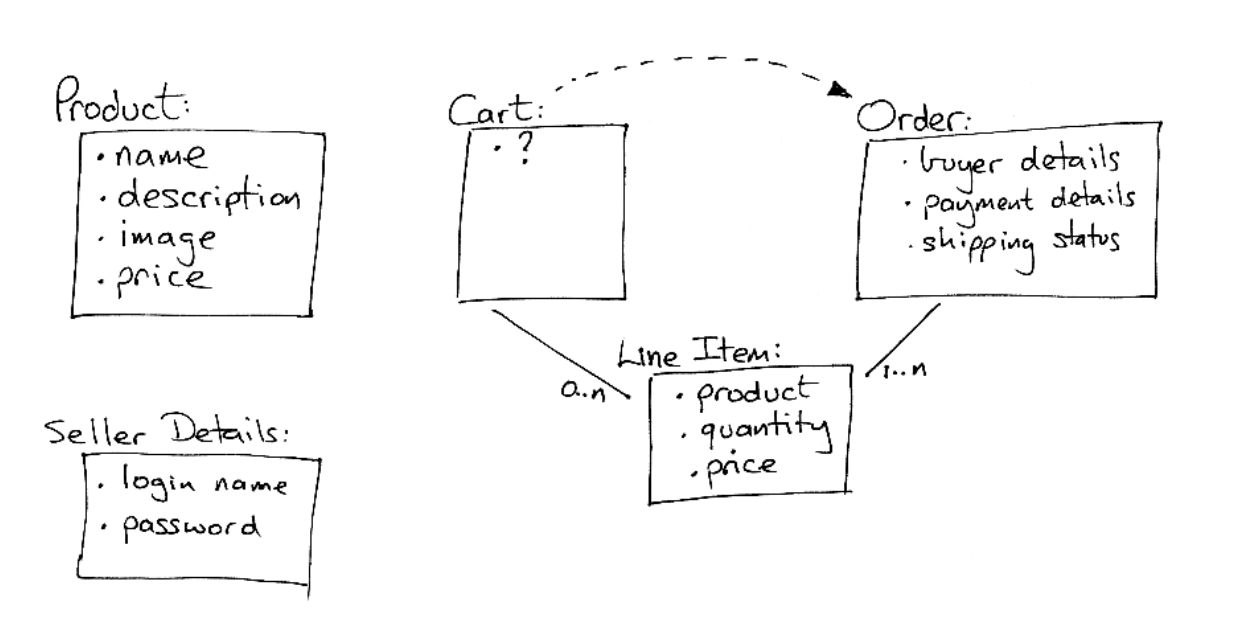 Product:
• name
• description
• image
• price
Cart:
• ?
Order:
• buyer details
• payment details
• shipping status
Line Item:
0..n
1..n
• product
• quantity
• price
Seller Details:
• login name
• password